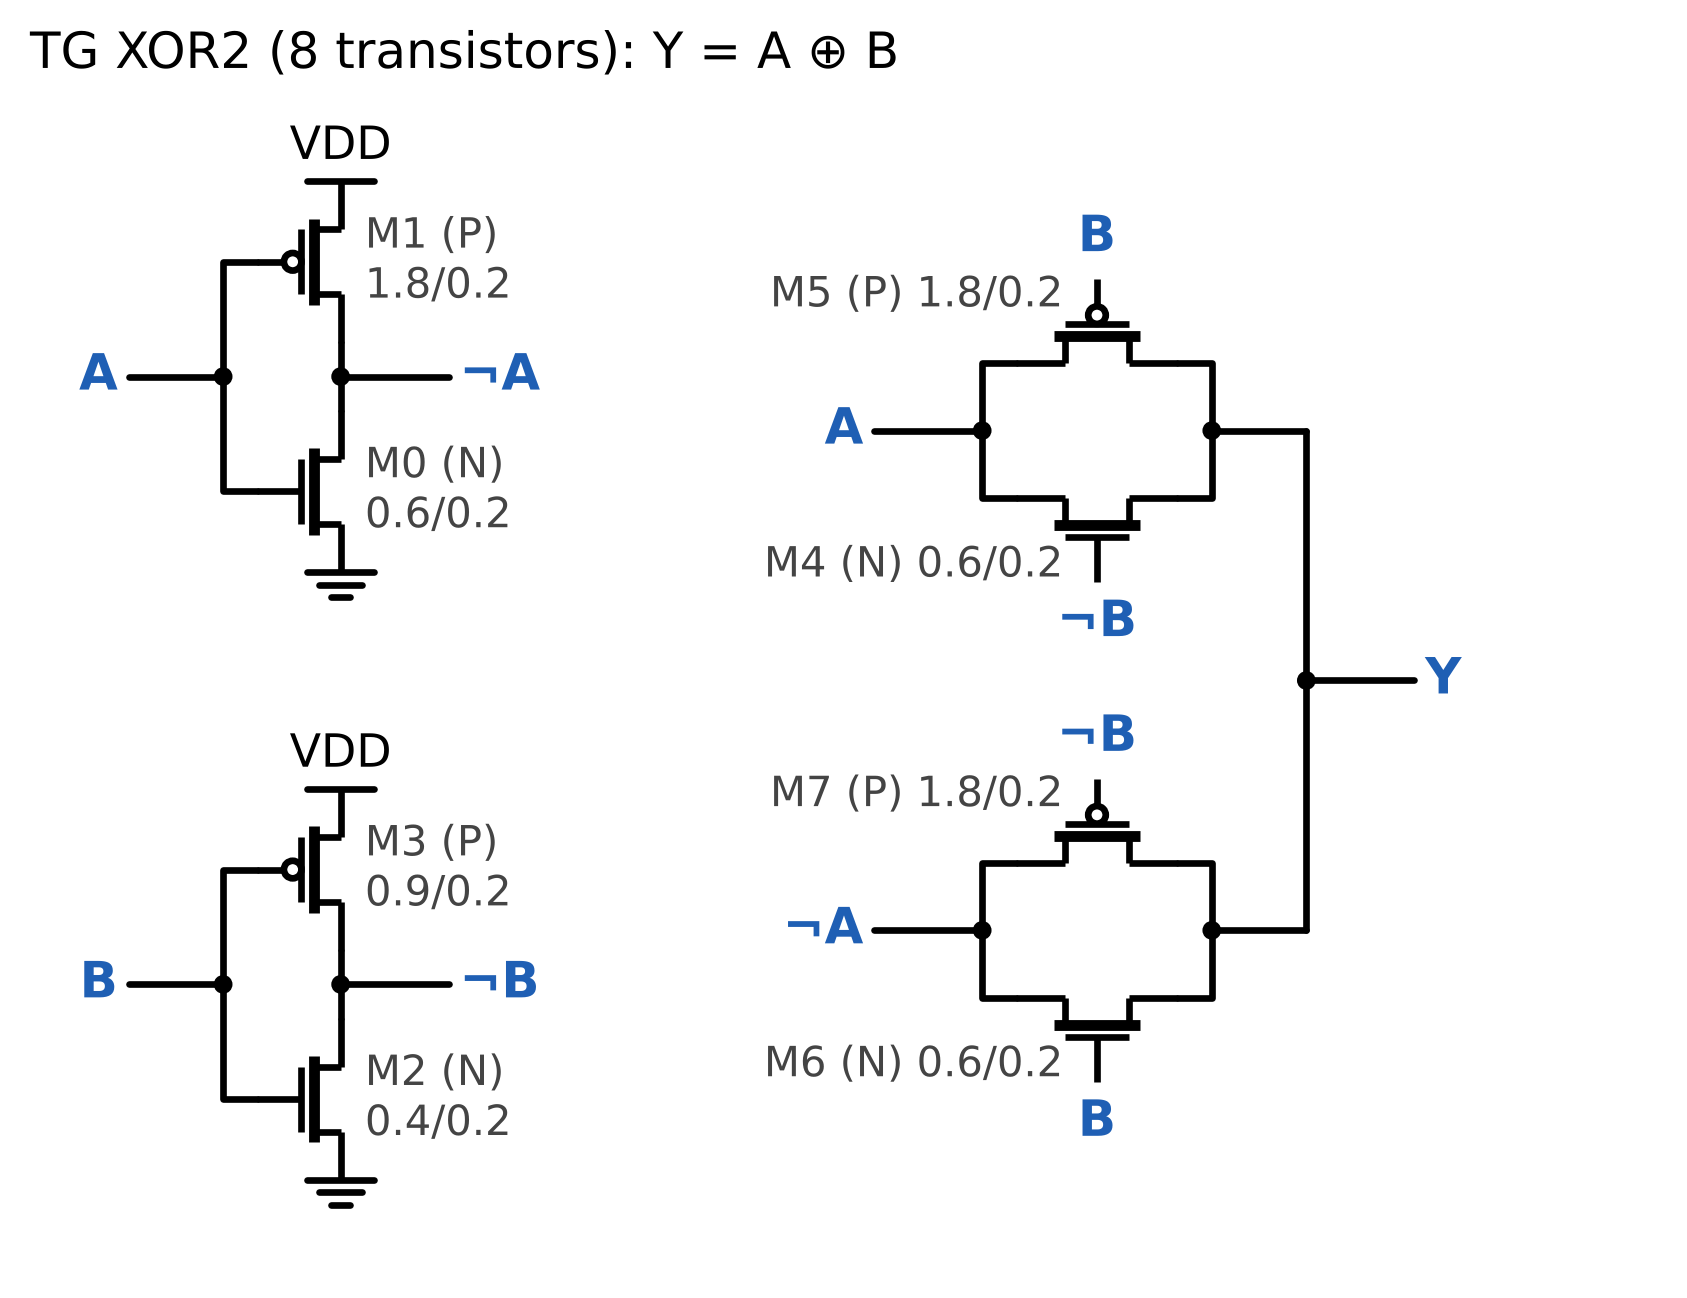 TG XOR2 (8 transistors): Y = A ⊕ B
VDD
M1 (P)
1.8/0.2
A
¬A
M0 (N)
0.6/0.2
VDD
M3 (P)
0.9/0.2
B
¬B
M2 (N)
0.4/0.2
B
M5 (P) 1.8/0.2
A
M4 (N) 0.6/0.2
¬B
Y
¬B
M7 (P) 1.8/0.2
¬A
M6 (N) 0.6/0.2
B